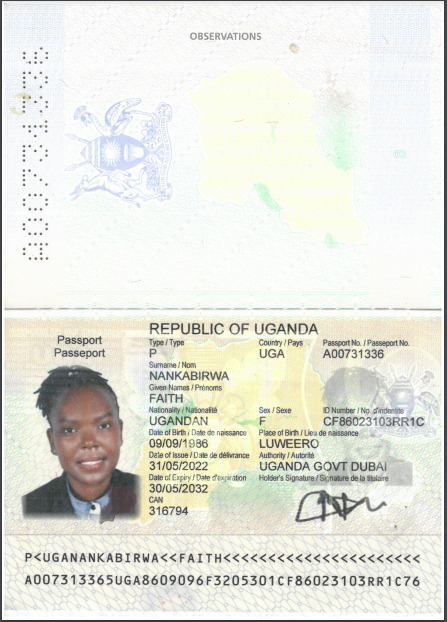 OBSERVATIONS
A00731336
REPUBLIC OF UGANDA
Passport
Passeport
Type / Type
Country / Pays
Passport No. / Passeport No.
P
UGA
A00731336
Surname / Nom
NANKABIRWA
Given Names / Prénoms
FAITH
Nationality / Nationalité
Sex / Sexe
ID Number / No. d'identité
UGANDAN
F
CF86023103RR1C
Date of Birth / Date de naissance
Place of Birth / Lieu de naissance
09/09/1986
LUWEERO
Date of Issue / Date de délivrance
Authority / Autorité
31/05/2022
UGANDA GOVT DUBAI
Date of Expiry / Date d'expiration
Holder's Signature / Signature de la titulaire
30/05/2032
CAN
316794
P<UGANANKABIRWA<<FAITH<<<<<<<<<<<<<<<<<<<<<<
A007313365UGA8609096F3205301CF86023103RR1C76